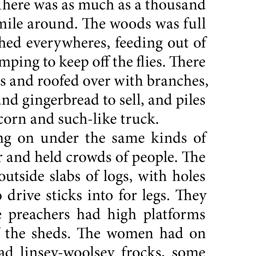 here was as much as a thousand
mile around. The woods was full
hed everywheres, feeding out of
mping to keep off the flies. There
s and roofed over with branches,
nd gingerbread to sell, and piles
corn and such-like truck.
ng on under the same kinds of
r and held crowds of people. The
outside slabs of logs, with holes
drive sticks into for legs. They
preachers had high platforms
the sheds. The women had on
ad linsey-woolsey frocks, some